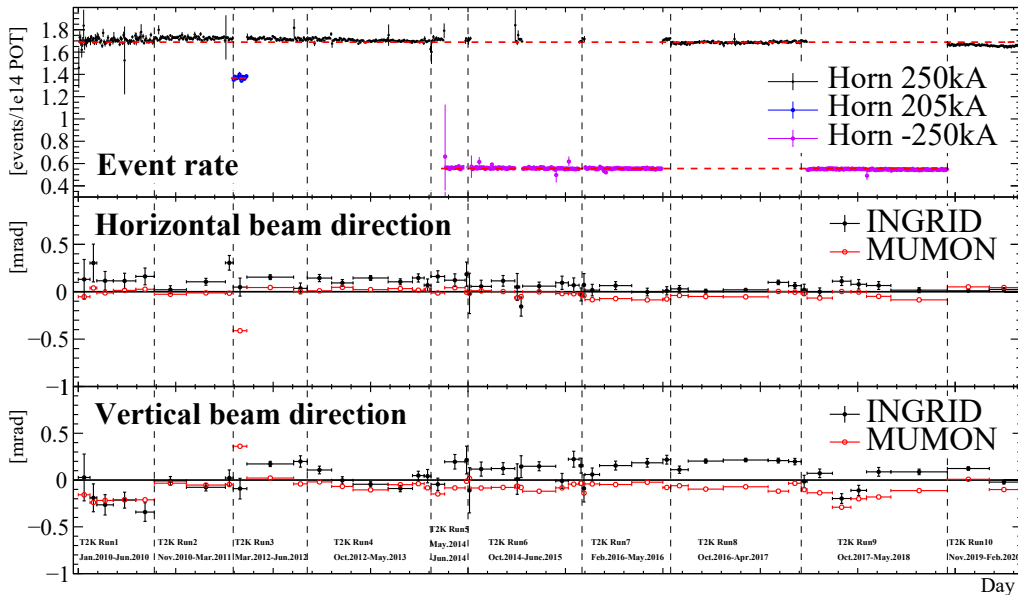 [events/1e14 POT]
1.8
1.6
1.4
1.2
1
0.8
0.6
0.4
Horn 250kA
Horn 205kA
Horn -250kA
Event rate
[mrad]
Horizontal beam direction
INGRID
MUMON
0.5
0
−0.5
−1
[mrad]
Vertical beam direction
INGRID
MUMON
0.5
0
−0.5
−1
T2K Run1
Jan.2010-Jun.2010
T2K Run2
Nov.2010-Mar.2011
T2K Run3
Mar.2012-Jun.2012
T2K Run4
Oct.2012-May.2013
T2K Run5
May.2014
-Jun.2014
T2K Run6
Oct.2014-June.2015
T2K Run7
Feb.2016-May.2016
T2K Run8
Oct.2016-Apr.2017
T2K Run9
Oct.2017-May.2018
T2K Run10
Nov.2019-Feb.2020
Day